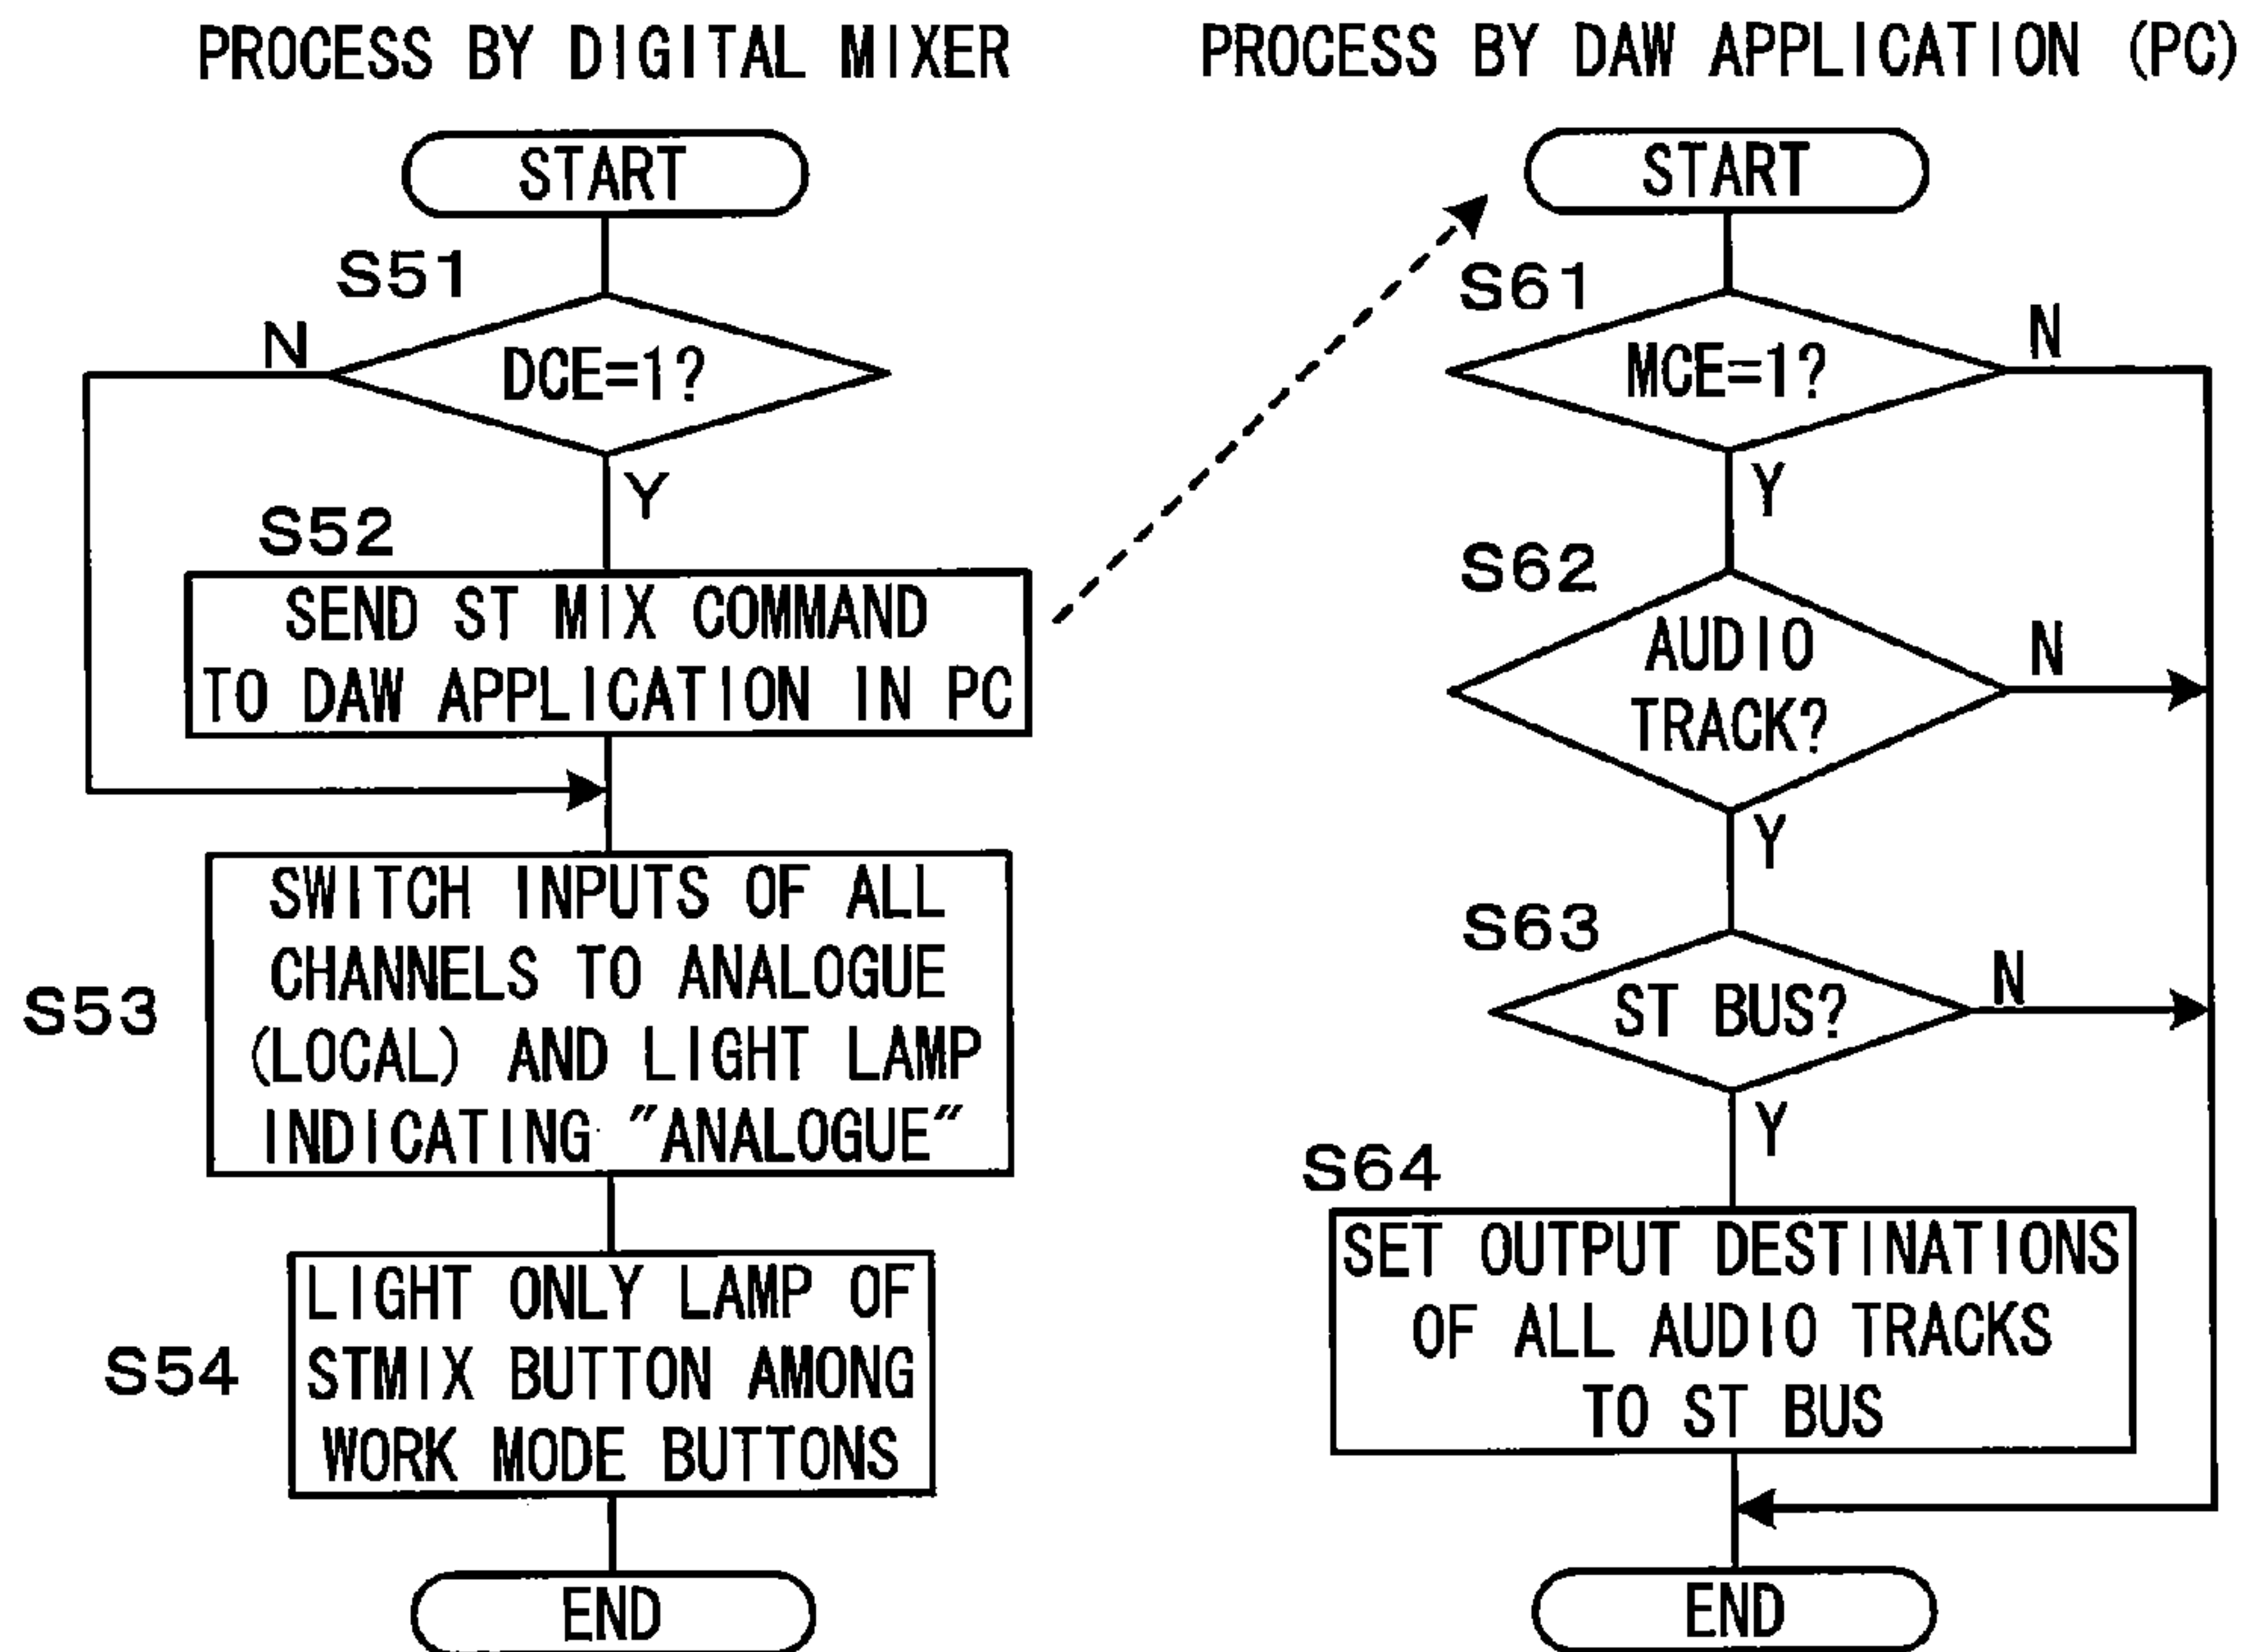 PROCESS BY DIGITAL MIXER
START
S51
DCE=1?
N
Y
S52
SEND ST MIX COMMAND
TO DAW APPLICATION IN PC
S53
SWITCH INPUTS OF ALL
CHANNELS TO ANALOGUE
(LOCAL) AND LIGHT LAMP
INDICATING "ANALOGUE"
S54
LIGHT ONLY LAMP OF
STMIX BUTTON AMONG
WORK MODE BUTTONS
END
PROCESS BY DAW APPLICATION (PC)
START
S61
MCE=1?
N
Y
S62
AUDIO
TRACK?
N
Y
S63
ST BUS?
N
Y
S64
SET OUTPUT DESTINATIONS
OF ALL AUDIO TRACKS
TO ST BUS
END